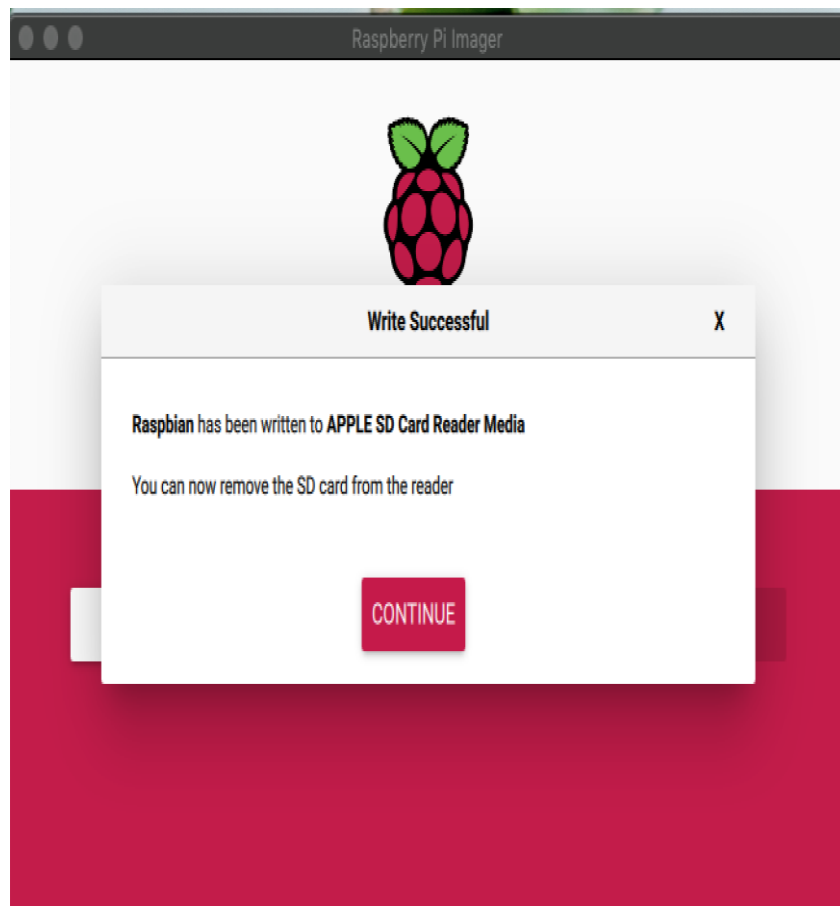 Raspberry Pi Imager
Write Successful X
Raspbian has been written to APPLE SD Card Reader Media
You can now remove the SD card from the reader
CONTINUE